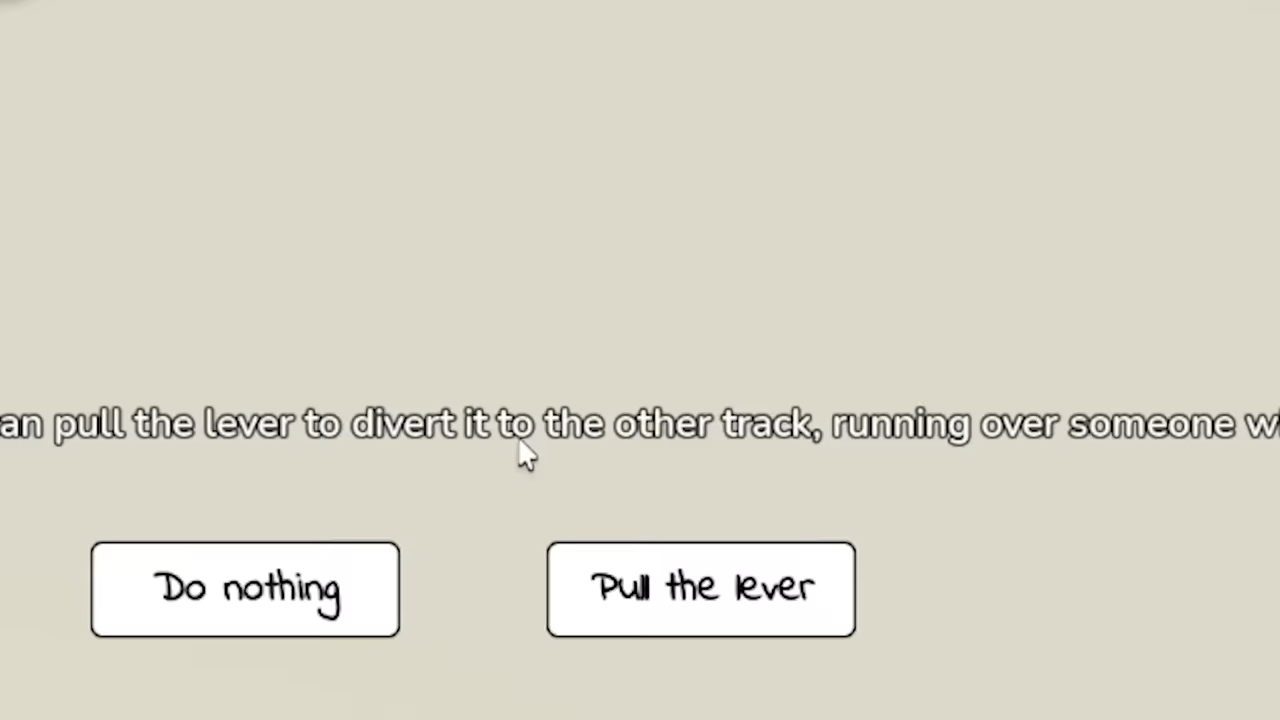 an pull the lever to divert it to the other track, running over someone
Do nothing
Pull the lever